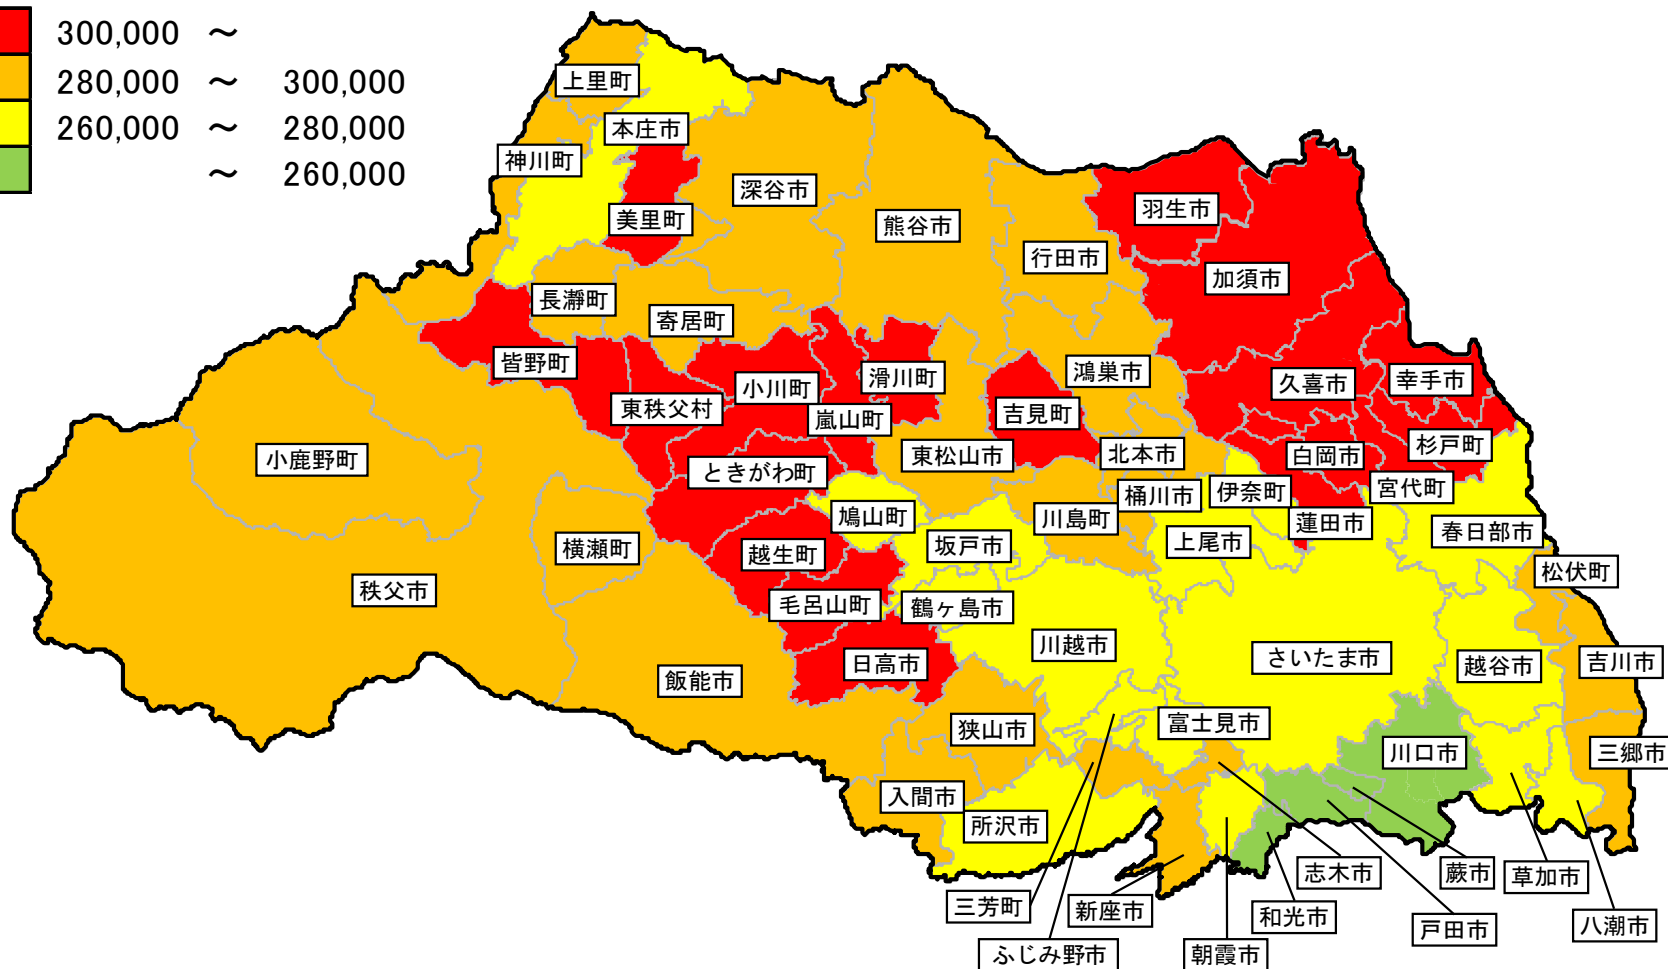 300,000 ～
280,000 ～ 300,000
260,000 ～ 280,000
～ 260,000
上里町
本庄市
神川町
美里町
深谷市
熊谷市
行田市
羽生市
加須市
長瀞町
寄居町
皆野町
東秩父村
小川町
嵐山町
滑川町
吉見町
鴻巣市
久喜市
幸手市
杉戸町
白岡市
宮代町
小鹿野町
ときがわ町
東松山市
北本市
桶川市
伊奈町
蓮田市
春日部市
鳩山町
川島町
坂戸市
上尾市
横瀬町
越生町
松伏町
秩父市
毛呂山町
鶴ヶ島市
川越市
さいたま市
越谷市
吉川市
日高市
飯能市
狭山市
富士見市
川口市
三郷市
入間市
所沢市
志木市
蕨市
草加市
三芳町
新座市
和光市
戸田市
八潮市
ふじみ野市
朝霞市